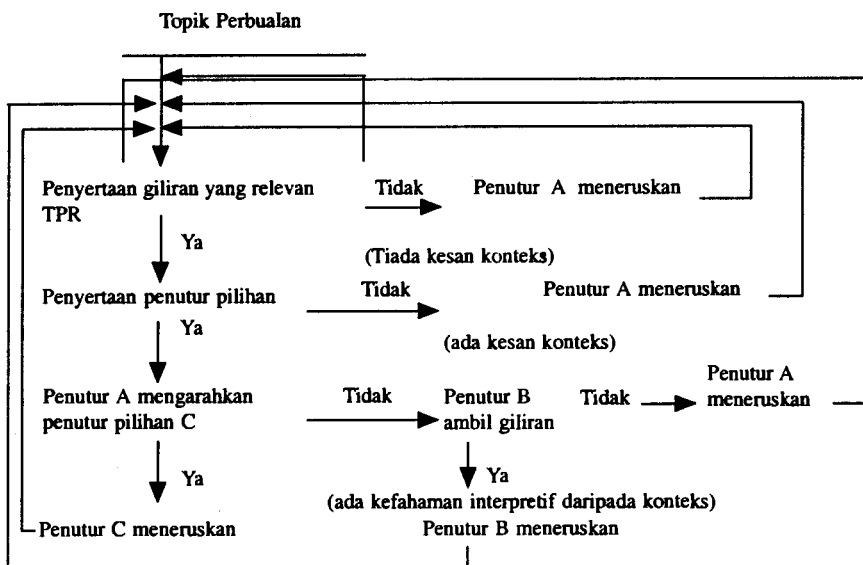 Topik Perbualan
Penyertaan giliran yang relevan
TPR
Tidak
Penutur A meneruskan
Ya
(Tiada kesan konteks)
Penyertaan penutur pilihan
Tidak
Penutur A meneruskan
Ya
(ada kesan konteks)
Penutur A mengarahkan
penutur pilihan C
Tidak
Penutur B
ambil giliran
Tidak
Penutur A
meneruskan
Ya
Ya
(ada kefahaman interpretif daripada konteks)
Penutur C meneruskan
Penutur B meneruskan